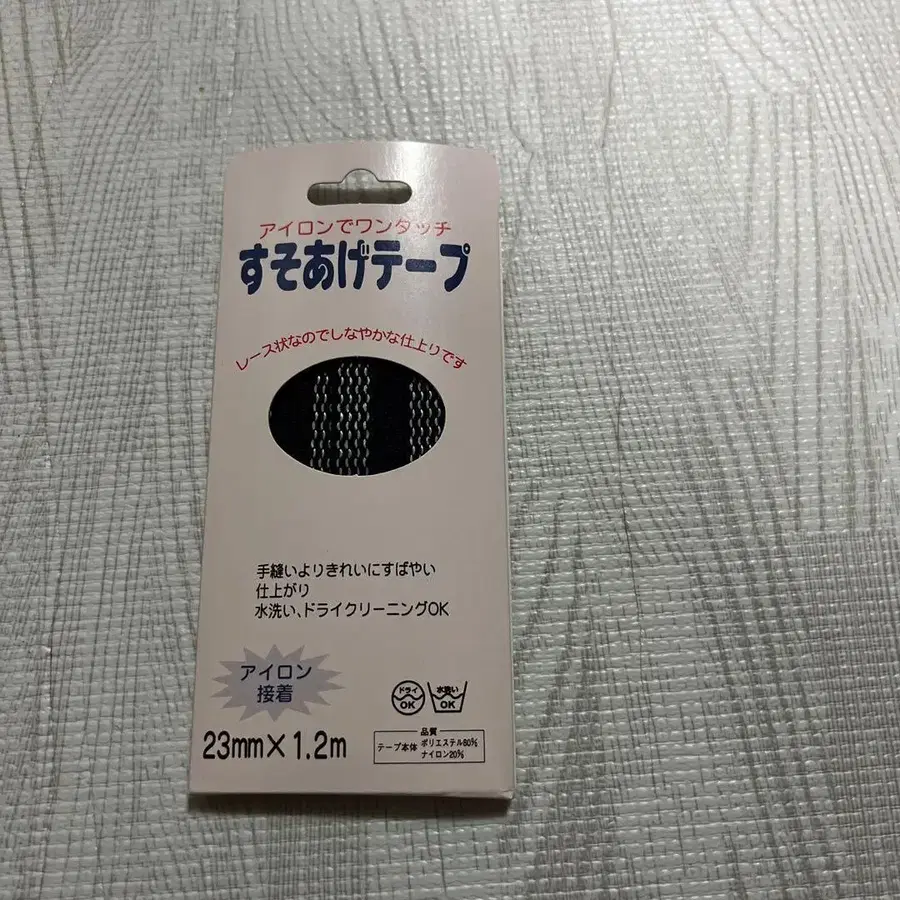 アイロンでワンタッチ
すそあげテープ
レース状なのでしなやかな仕上りです
手縫いよりきれいにすばやい
仕上がり
水洗い、ドライクリーニングOK
アイロン
接着
ドライ
OK
水洗い
OK
23mm×1.2m
品質
テープ本体 ポリエステル80%
ナイロン20%